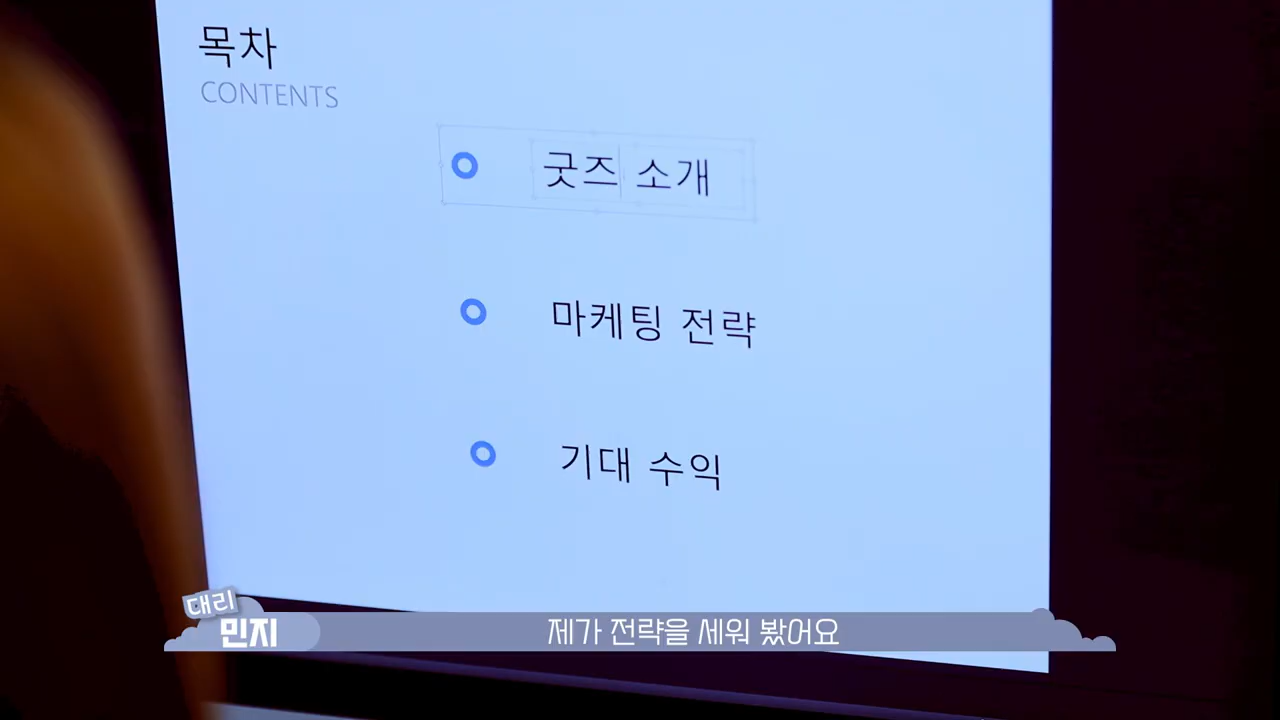 목차
CONTENTS
굿즈 소개
마케팅 전략
기대 수익
대리
민지
제가 전략을 세워 봤어요